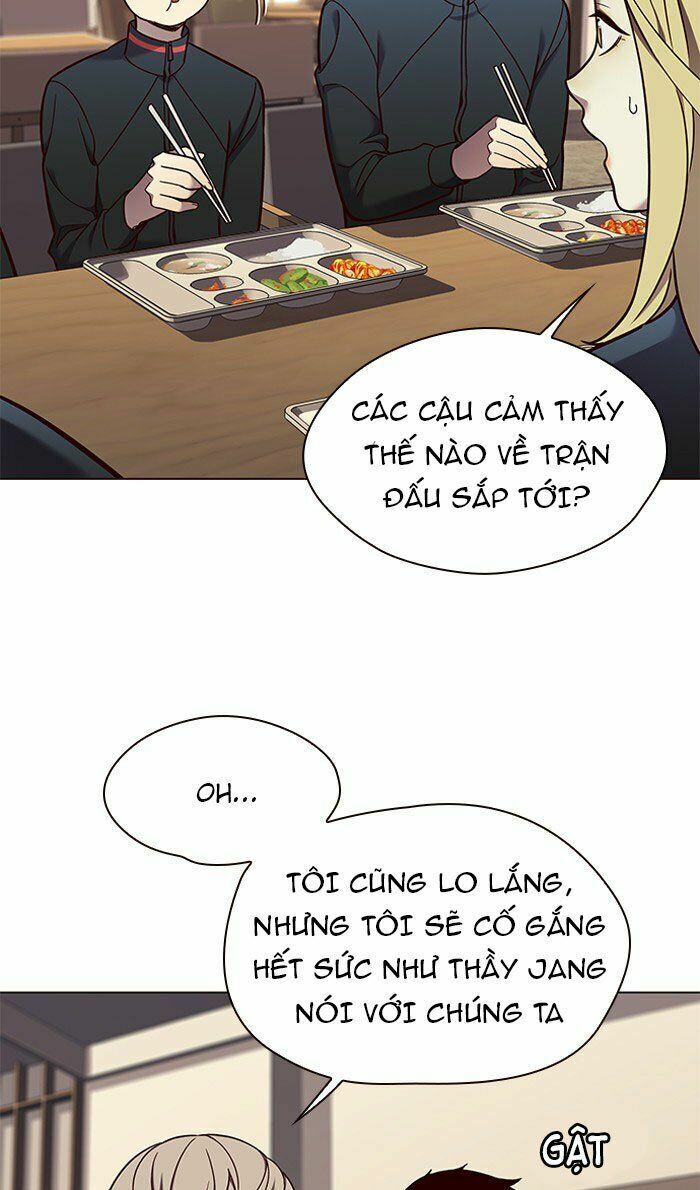 CÁC CẬU CẢM THẤY
THẾ NÀO VỀ TRẬN
ĐẤU SẮP TỚI?
OH...
TÔI CŨNG LO LẮNG,
NHƯNG TÔI SẼ CỐ GẮNG
HẾT SỨC NHƯ THẦY JANG
NÓI VỚI CHÚNG TA
GẬT